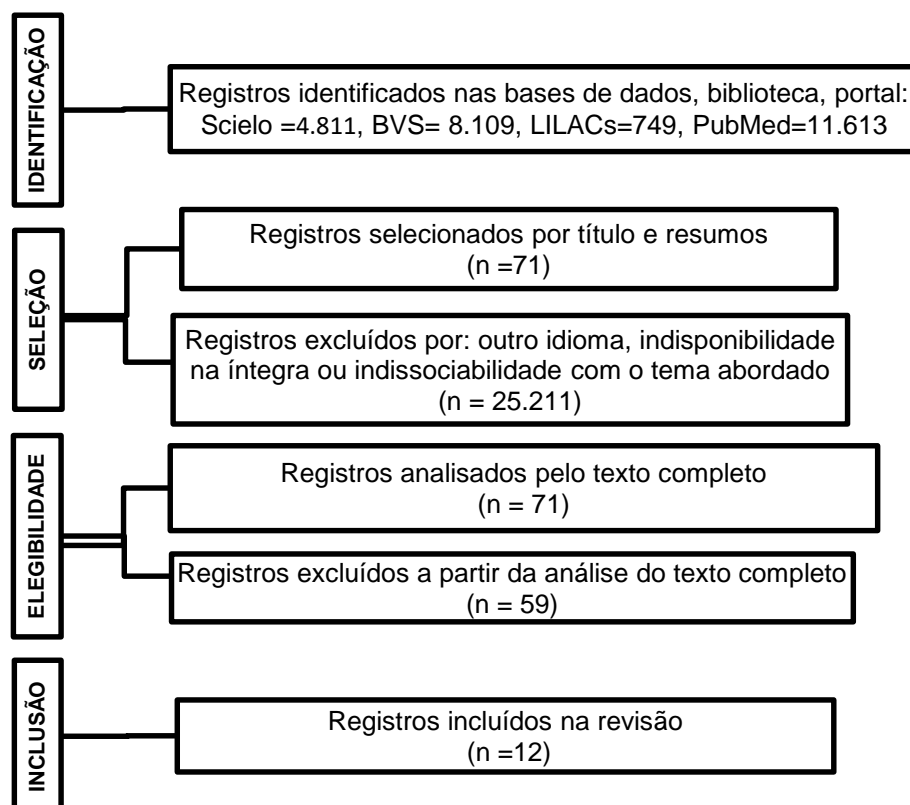 IDENTIFICAÇÃO
Registros identificados nas bases de dados, biblioteca, portal:
Scielo =4.811, BVS= 8.109, LILACs=749, PubMed=11.613
SELEÇÃO
Registros selecionados por título e resumos
(n =71)
Registros excluídos por: outro idioma, indisponibilidade
na íntegra ou indissociabilidade com o tema abordado
(n = 25.211)
ELEGIBILIDADE
Registros analisados pelo texto completo
(n = 71)
Registros excluídos a partir da análise do texto completo
(n = 59)
INCLUSÃO
Registros incluídos na revisão
(n =12)